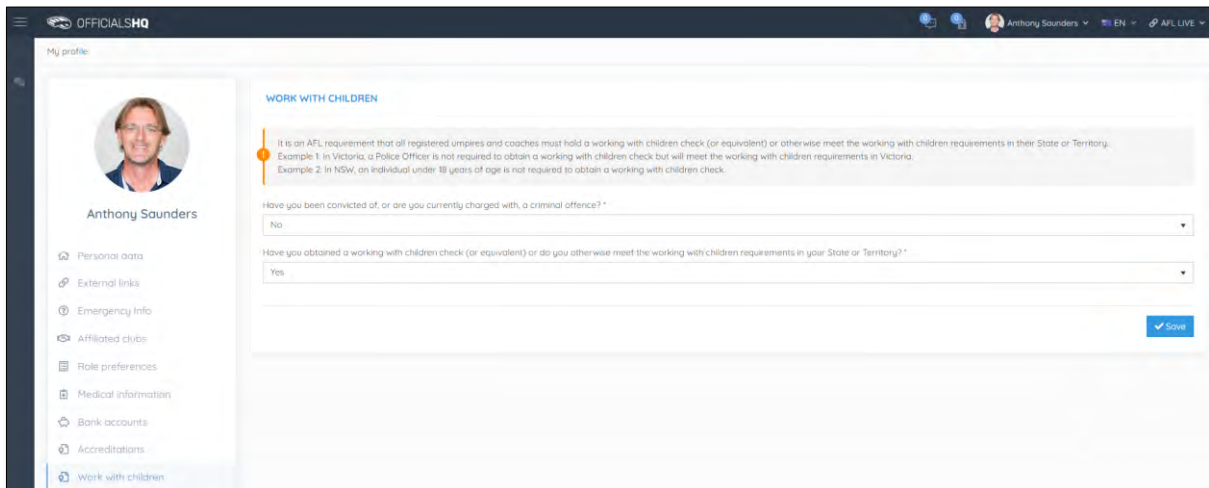 OFFICIALSHQ
Anthony Saunders
EN
AFL LIVE
My profile
WORK WITH CHILDREN
It is an AFL requirement that all registered umpires and coaches must hold a working with children check (or equivalent) or otherwise meet the working with children requirements in their State or Territory.
Example 1: In Victoria, a Police Officer is not required to obtain a working with children check but will meet the working with children requirements in Victoria.
Example 2: In NSW, an individual under 18 years of age is not required to obtain a working with children check.
Anthony Saunders
Have you been convicted of, or are you currently charged with, a criminal offence? *
No
Have you obtained a working with children check (or equivalent) or do you otherwise meet the working with children requirements in your State or Territory? *
Yes
Save
Personal data
External links
Emergency Info
Affiliated clubs
Role preferences
Medical information
Bank accounts
Accreditations
Work with children